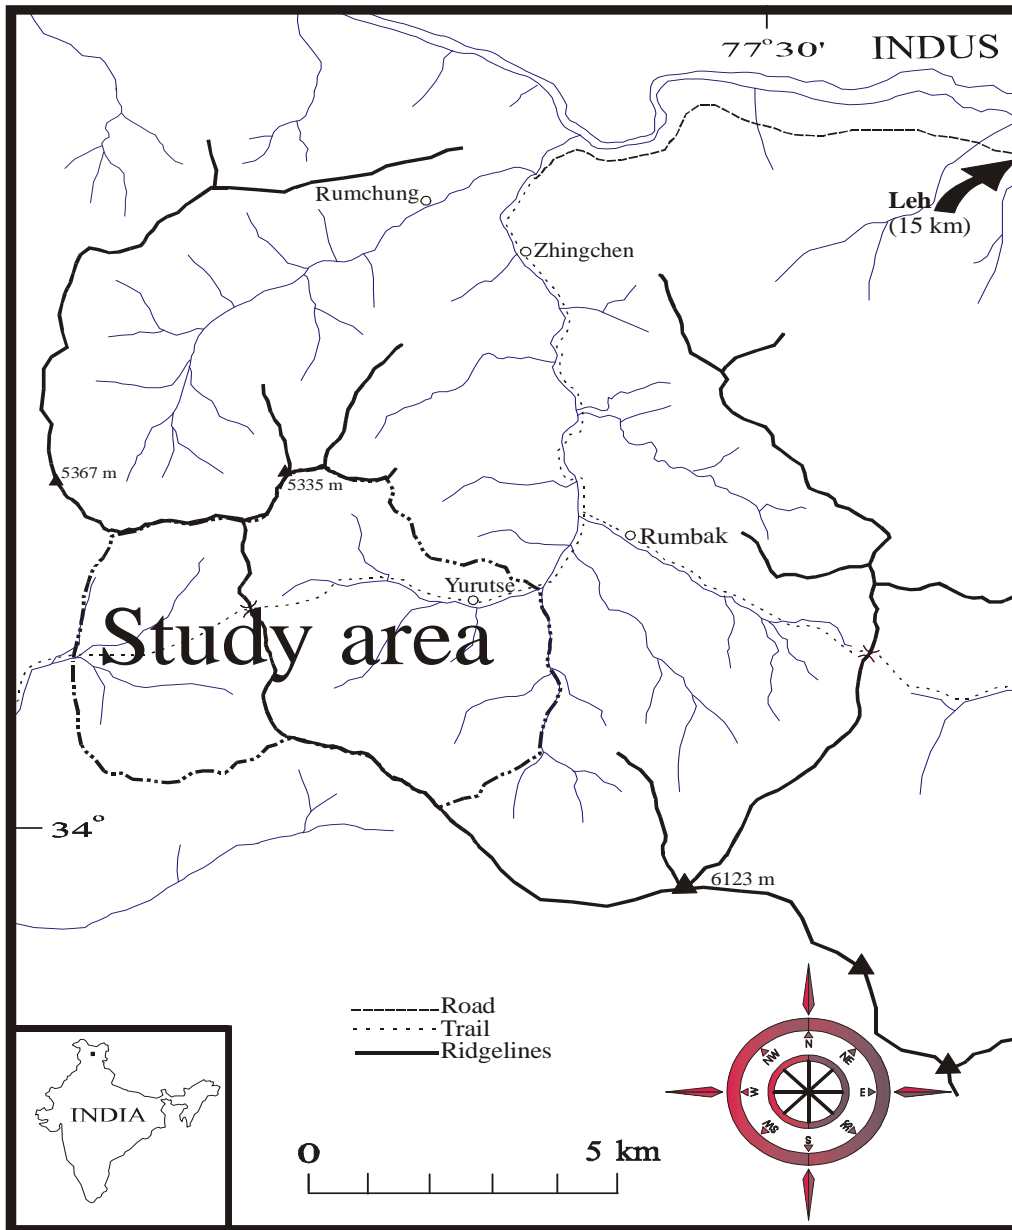 77°30'
INDUS
Rumchung
Leh
(15 km)
Zhingchen
5367 m
5335 m
Rumbak
Yurutse
Study area
34°
6123 m
Road
Trail
Ridgelines
INDIA
0
5 km
N
NW
NE
W
E
SW
S